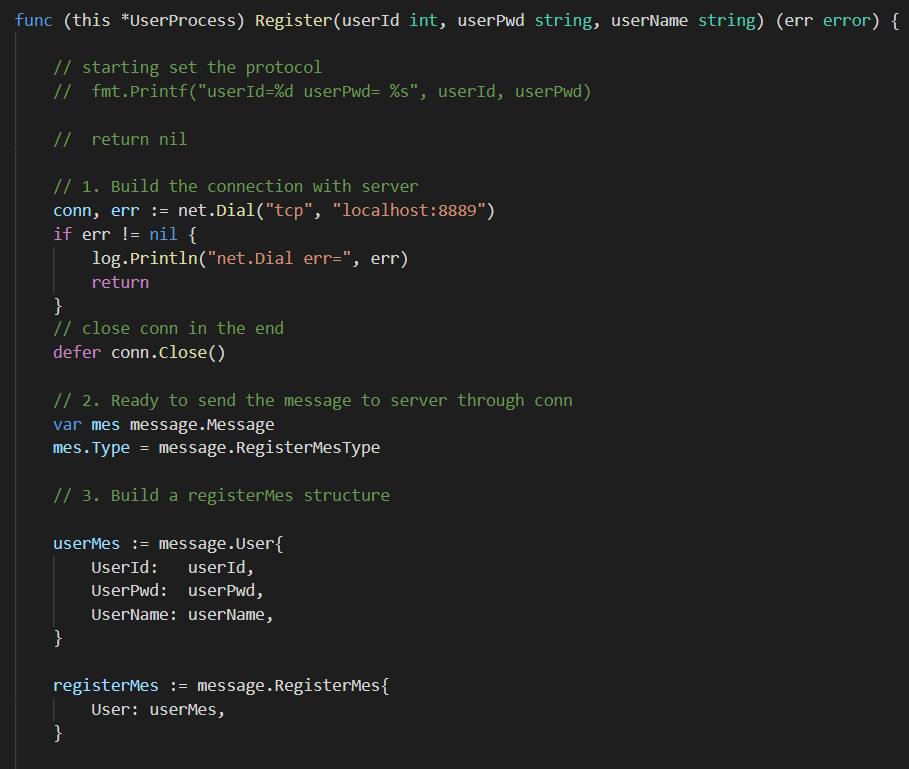 func (this *UserProcess) Register(userId int, userPwd string, userName string) (err error) {
// starting set the protocol
//  fmt.Printf("userId=%d userPwd= %s", userId, userPwd)
//  return nil
// 1. Build the connection with server
conn, err := net.Dial("tcp", "localhost:8889")
if err != nil {
log.Println("net.Dial err=", err)
return
}
// close conn in the end
defer conn.Close()
// 2. Ready to send the message to server through conn
var mes message.Message
mes.Type = message.RegisterMesType
// 3. Build a registerMes structure
userMes := message.User{
UserId:   userId,
UserPwd:  userPwd,
UserName: userName,
}
registerMes := message.RegisterMes{
User: userMes,
}